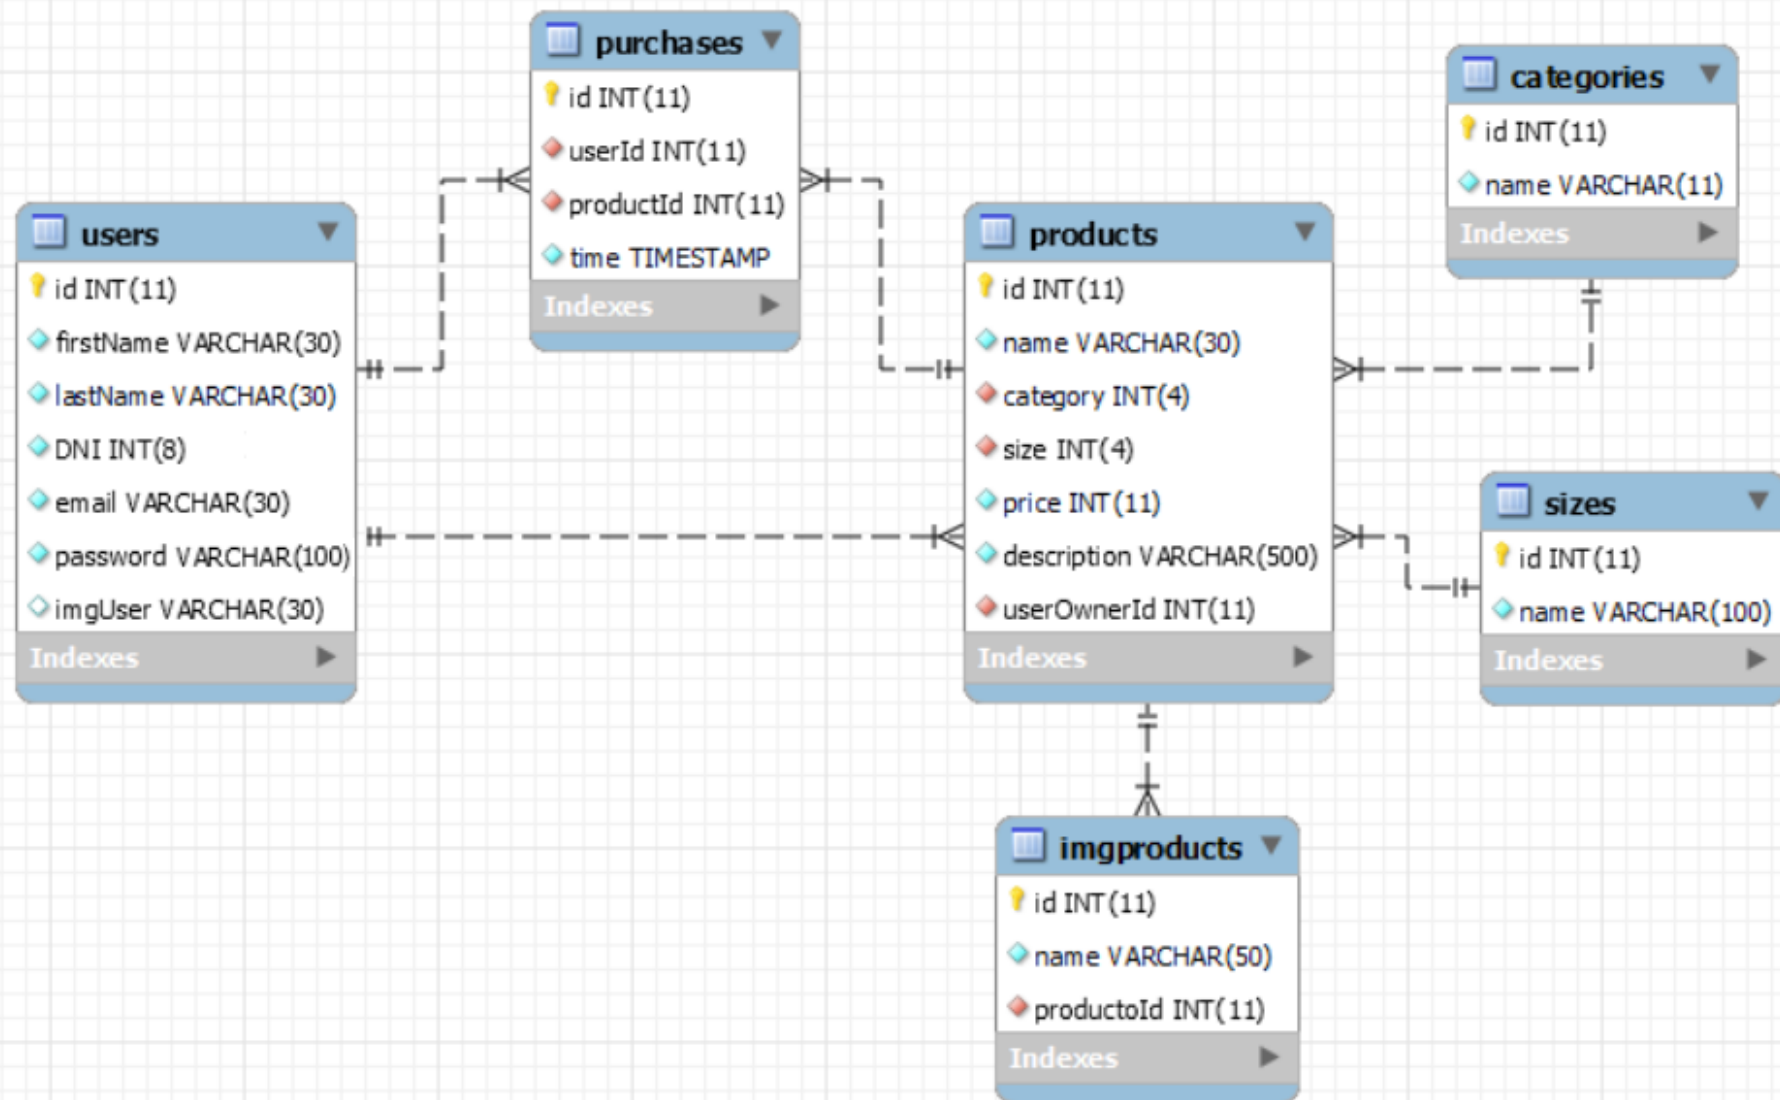 purchases
id INT(11)
userId INT(11)
productId INT(11)
time TIMESTAMP
Indexes
categories
id INT(11)
name VARCHAR(11)
Indexes
users
id INT(11)
firstName VARCHAR(30)
lastName VARCHAR(30)
DNI INT(8)
email VARCHAR(30)
password VARCHAR(100)
imgUser VARCHAR(30)
Indexes
products
id INT(11)
name VARCHAR(30)
category INT(4)
size INT(4)
price INT(11)
description VARCHAR(500)
userOwnerId INT(11)
Indexes
sizes
id INT(11)
name VARCHAR(100)
Indexes
imgproducts
id INT(11)
name VARCHAR(50)
productoId INT(11)
Indexes